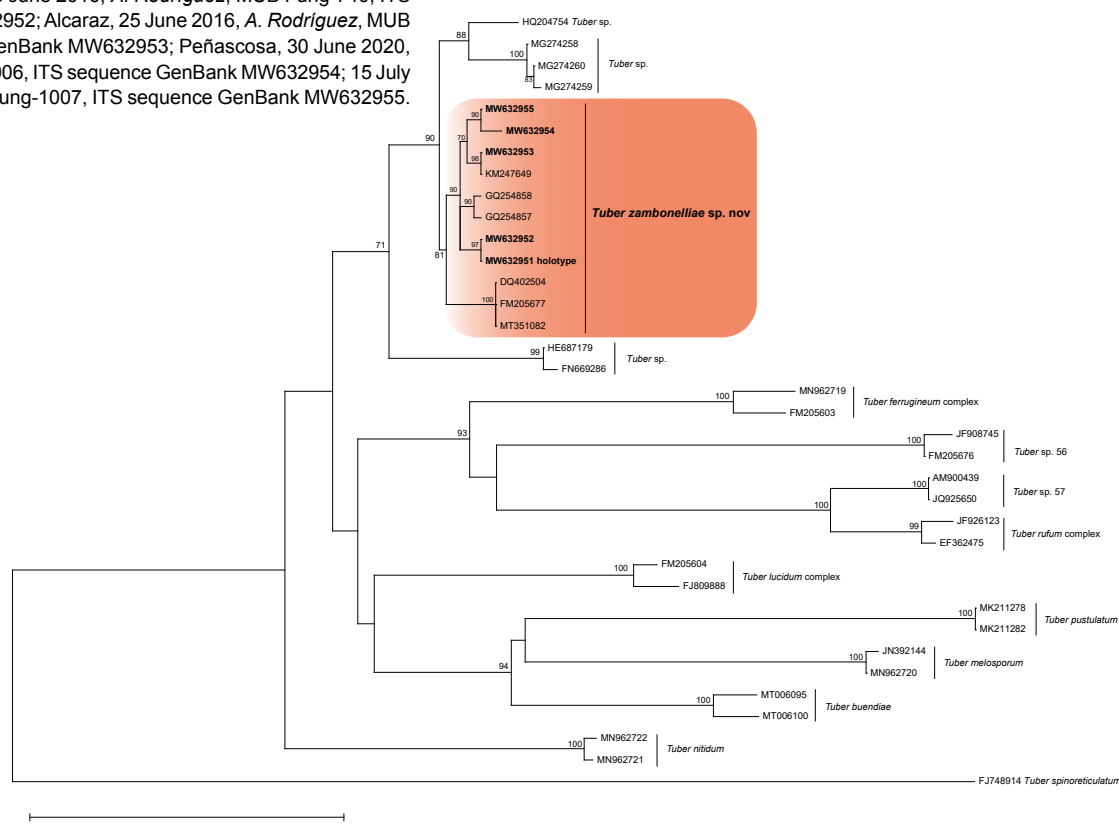 2952; Alcaraz, 25 June 2016, A. Rodríguez, MUB
enBank MW632953; Peñascosa, 30 June 2020,
006, ITS sequence GenBank MW632954; 15 July
ung-1007, ITS sequence GenBank MW632955.
HQ204754 Tuber sp.
88
MG274258
100
MG274260
Tuber sp.
83
MG274259
MW632955
90
MW632954
90
70
MW632953
98
KM247649
90
GQ254858
90
GQ254857
Tuber zambonelliae sp. nov
MW632952
97
71
81
MW632951 holotype
DQ402504
100
FM205677
MT351082
HE687179
99
Tuber sp.
FN669286
MN962719
100
Tuber ferrugineum complex
FM205603
93
JF908745
100
Tuber sp. 56
FM205676
AM900439
100
Tuber sp. 57
JQ925650
100
JF926123
99
Tuber rufum complex
EF362475
FM205604
100
Tuber lucidum complex
FJ809888
MK211278
100
Tuber pustulatum
MK211282
JN392144
100
Tuber melosporum
94
MN962720
MT006095
100
Tuber buendiae
MT006100
MN962722
100
Tuber nitidum
MN962721
FJ748914 Tuber spinoreticulatum